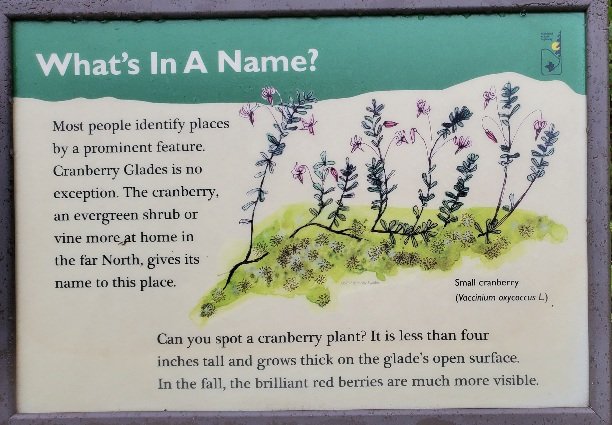 What's In A Name?
Most people identify places
by a prominent feature.
Cranberry Glades is no
exception. The cranberry,
an evergreen shrub or
vine more at home in
the far North, gives its
name to this place.
Small cranberry
(Vaccinium oxycoccus L.)
Can you spot a cranberry plant? It is less than four
inches tall and grows thick on the glade's open surface.
In the fall, the brilliant red berries are much more visible.